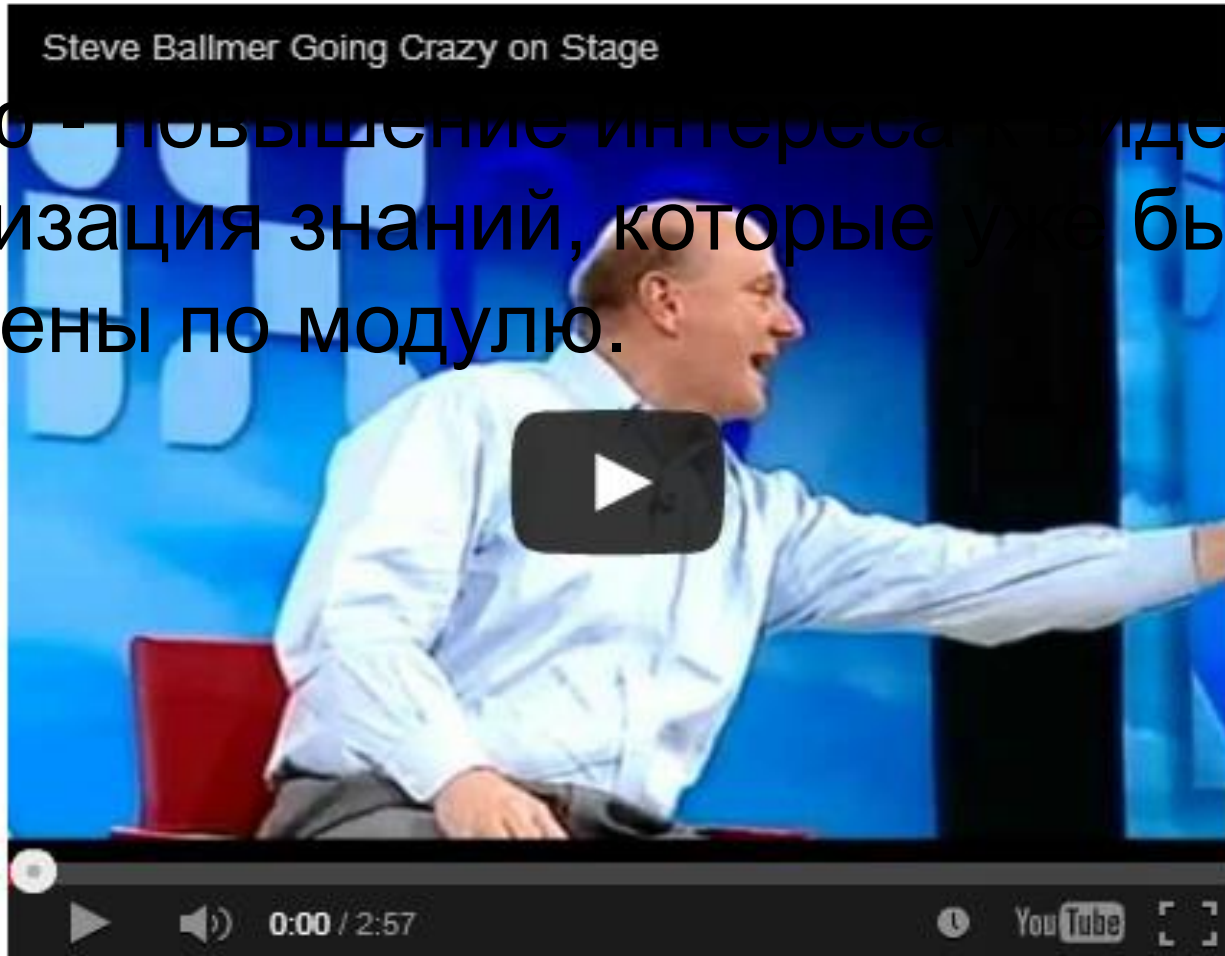 Steve Ballmer Going Crazy on Stage
о - повышение интереса к виде
изация знаний, которые уже бы
ены по модулю.
0:00 / 2:57
YouTube